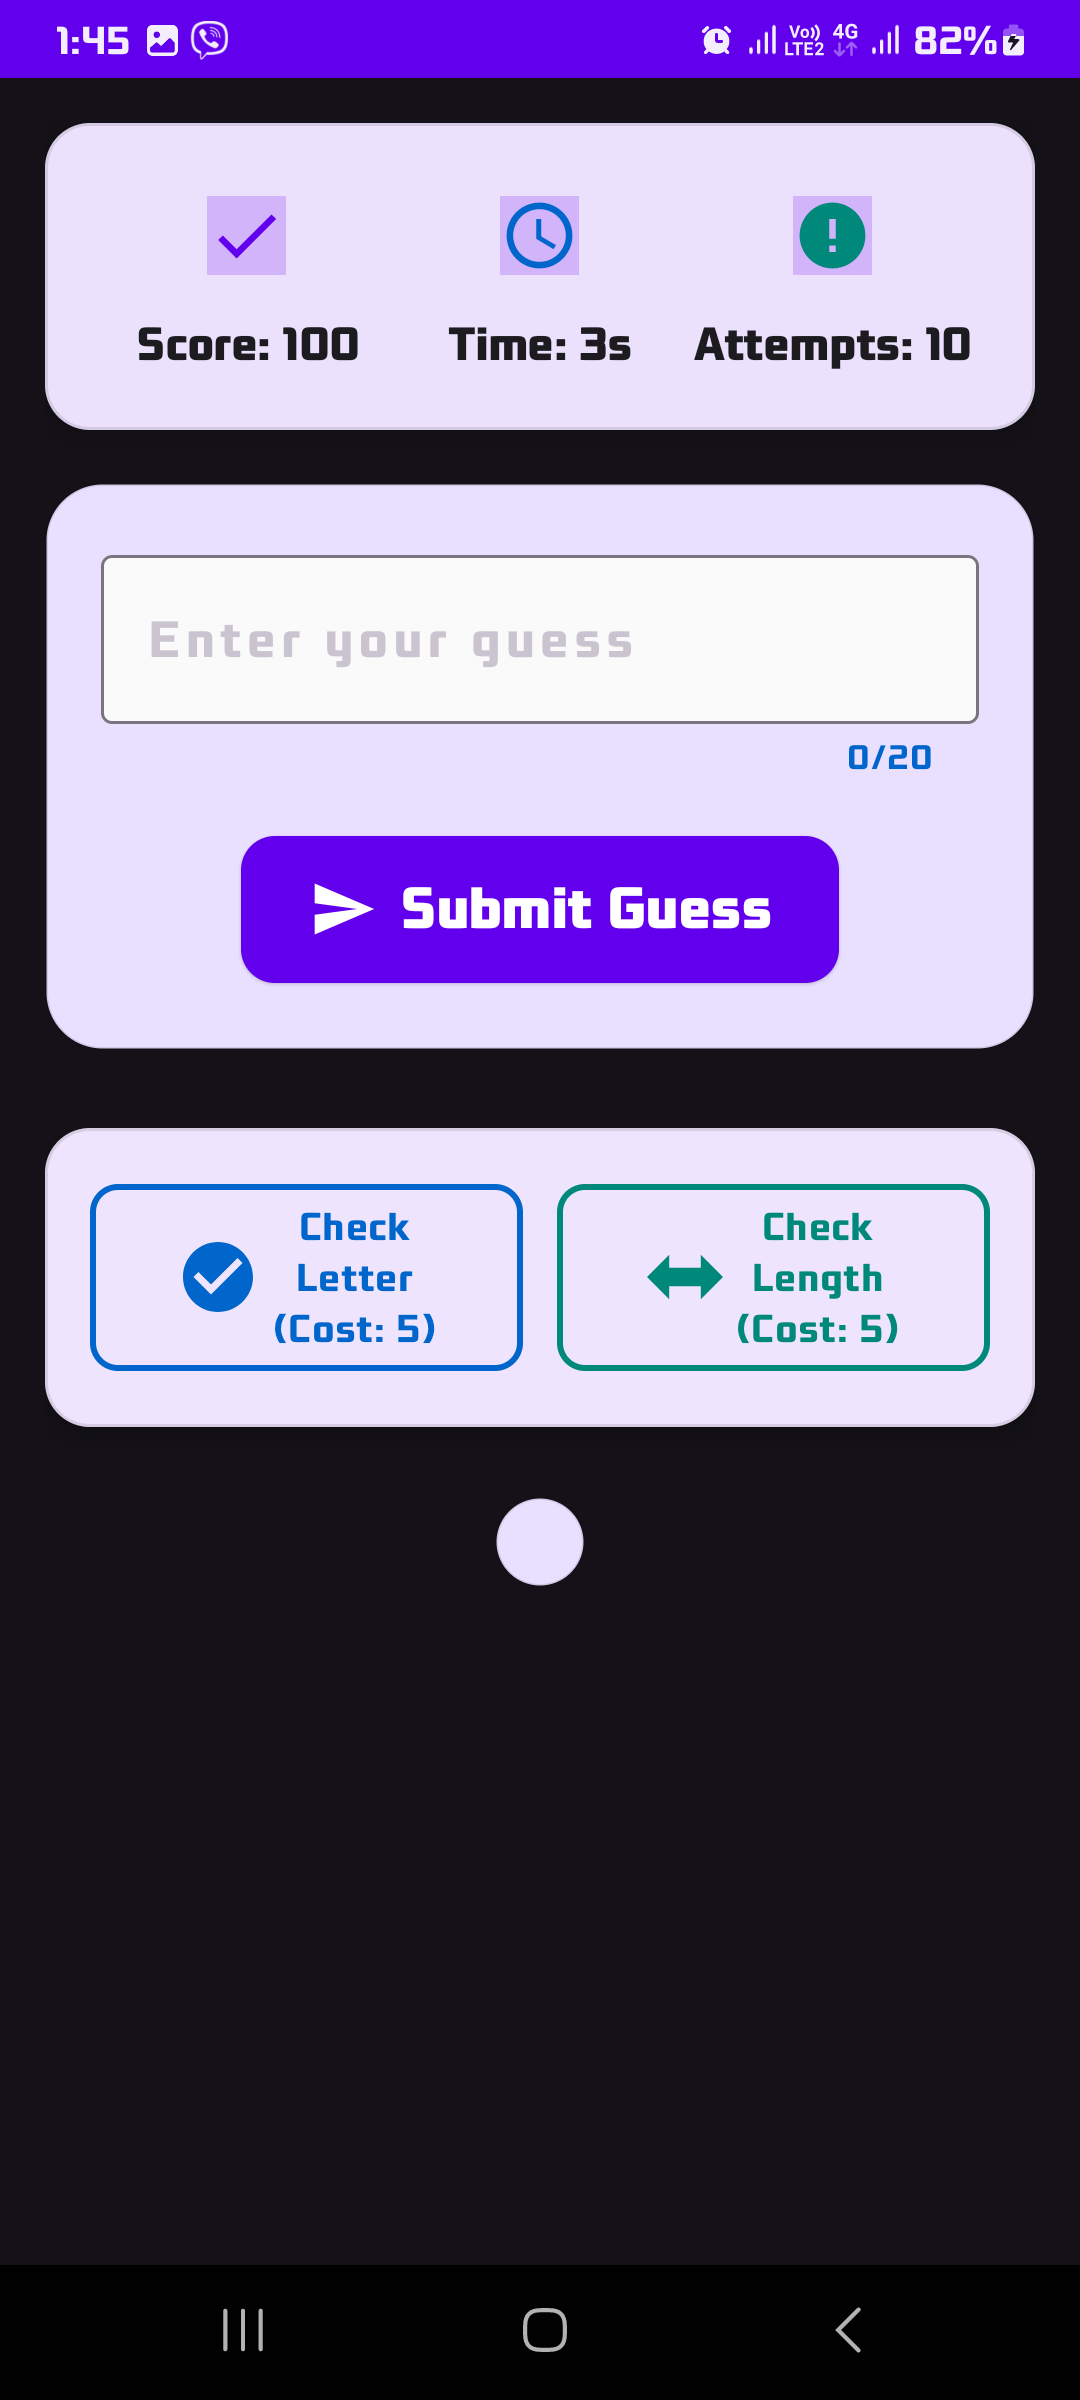 1:45 Vo)) LTE2 4G 82%
Score: 100 Time: 3s Attempts: 10
Enter your guess
0/20
Submit Guess
Check
Letter
(Cost: 5)
Check
Length
(Cost: 5)